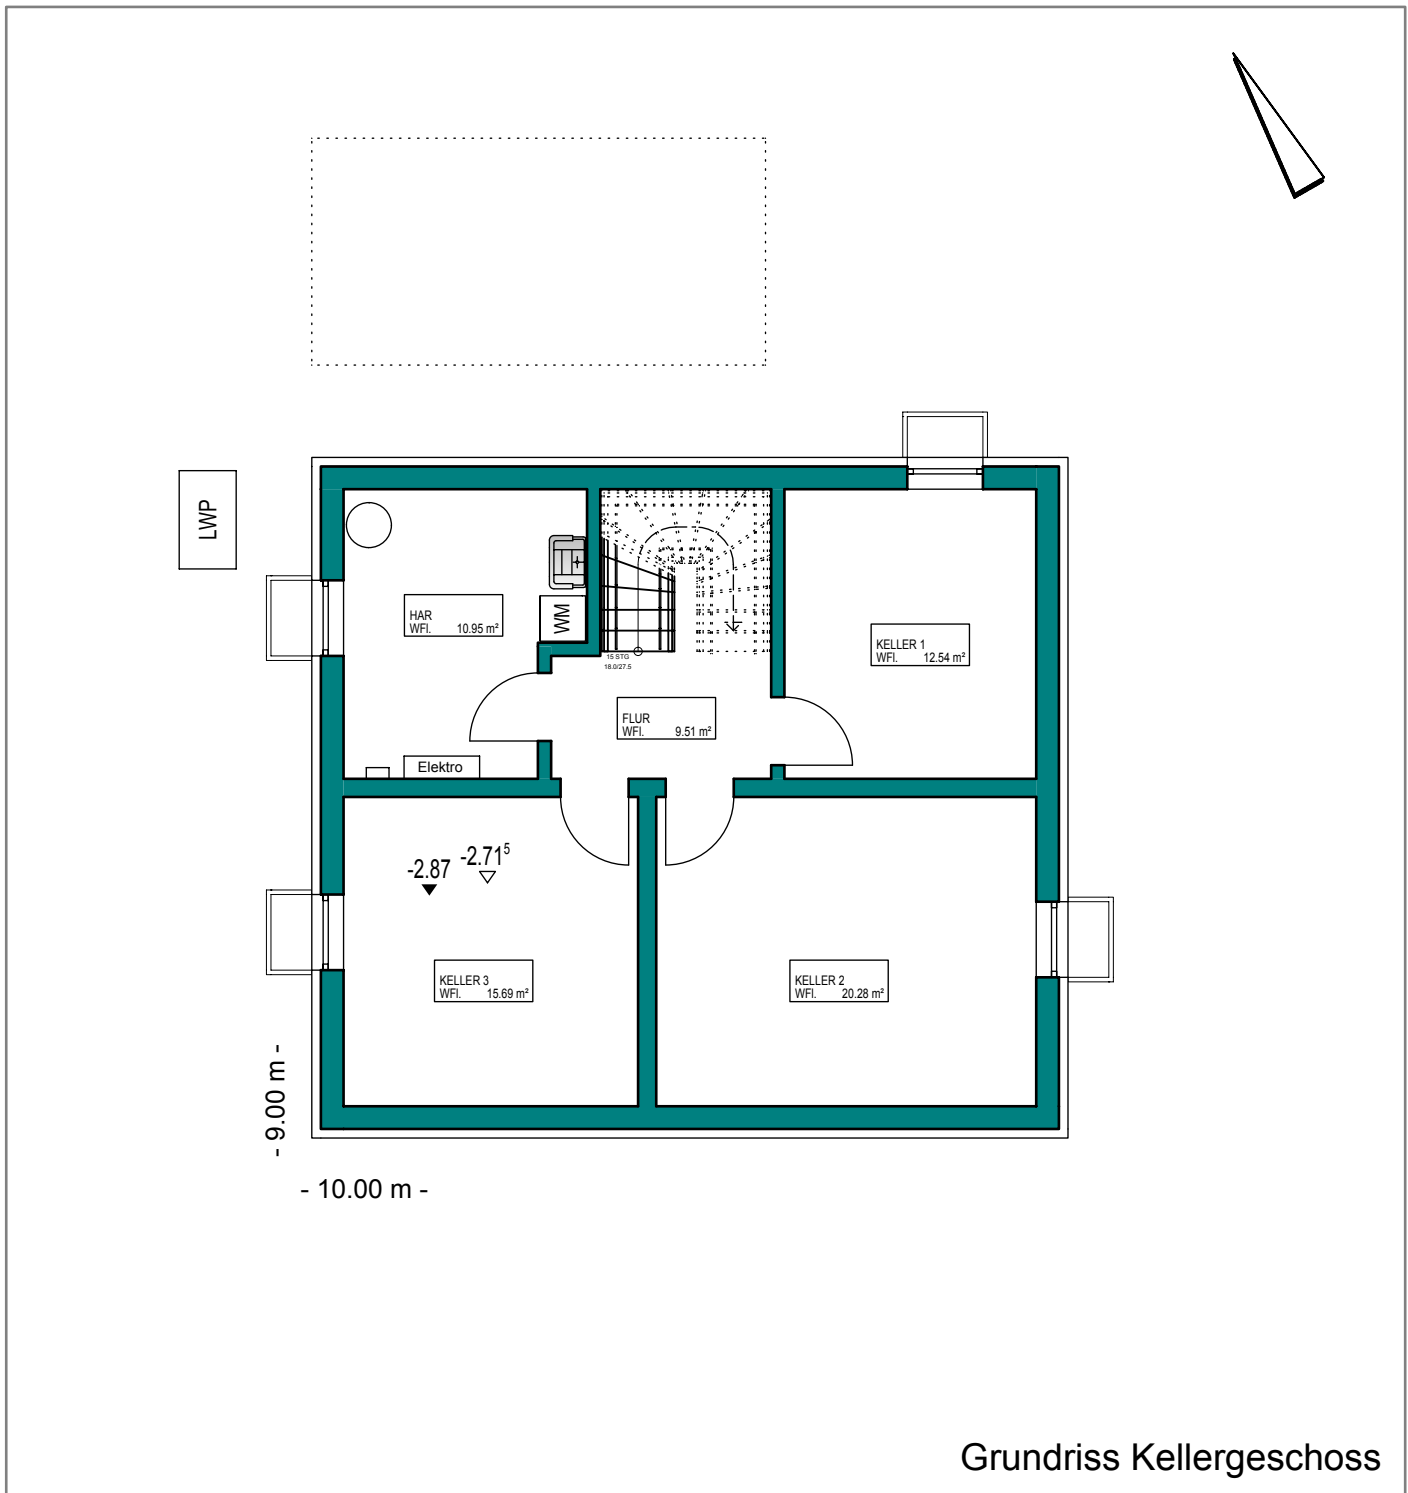 LWP
HAR
WFl. 10.95 m²
WM
KELLER 1
WFl. 12.54 m²
15 STG
18.0/27.5
FLUR
WFl. 9.51 m²
Elektro
-2.87 -2.71⁵
KELLER 3
WFl. 15.69 m²
KELLER 2
WFl. 20.28 m²
- 9.00 m -
- 10.00 m -
Grundriss Kellergeschoss